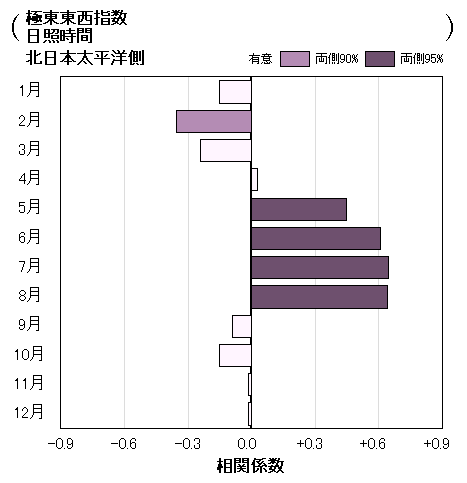 (極東東西指数)
日照時間
北日本太平洋側
有意 両側90% 両側95%
1月
2月
3月
4月
5月
6月
7月
8月
9月
10月
11月
12月
−0.9 −0.6 −0.3 0.0 +0.3 +0.6 +0.9
相関係数